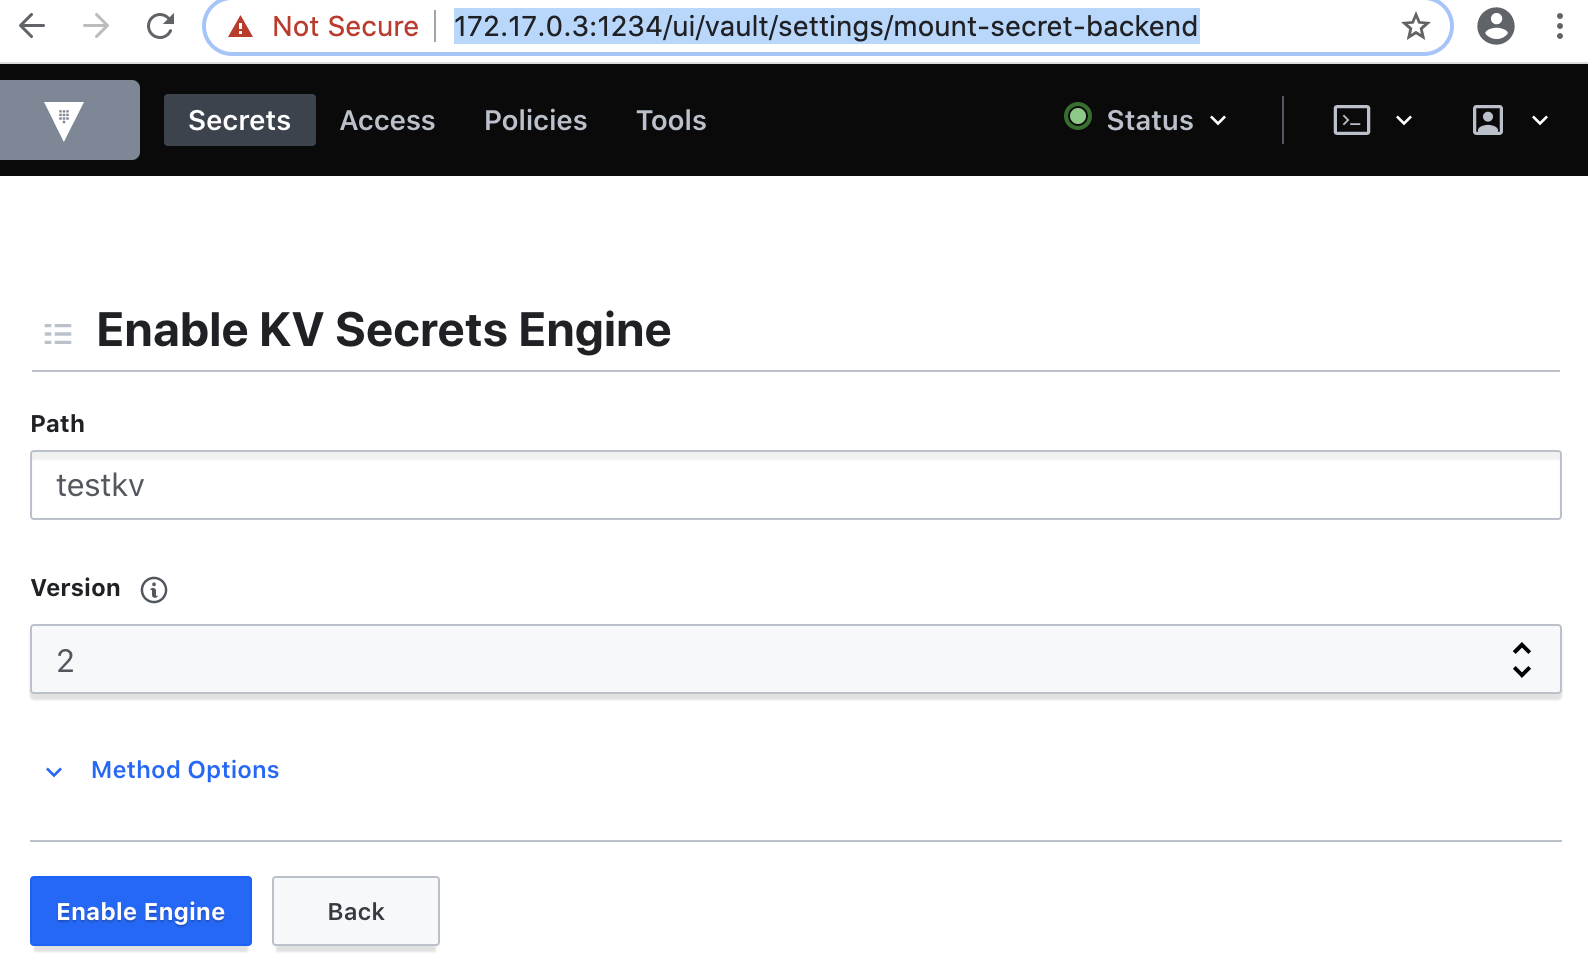 Not Secure 172.17.0.3:1234/ui/vault/settings/mount-secret-backend
Secrets Access Policies Tools Status
Enable KV Secrets Engine
Path
testkv
Version
2
Method Options
Enable Engine Back